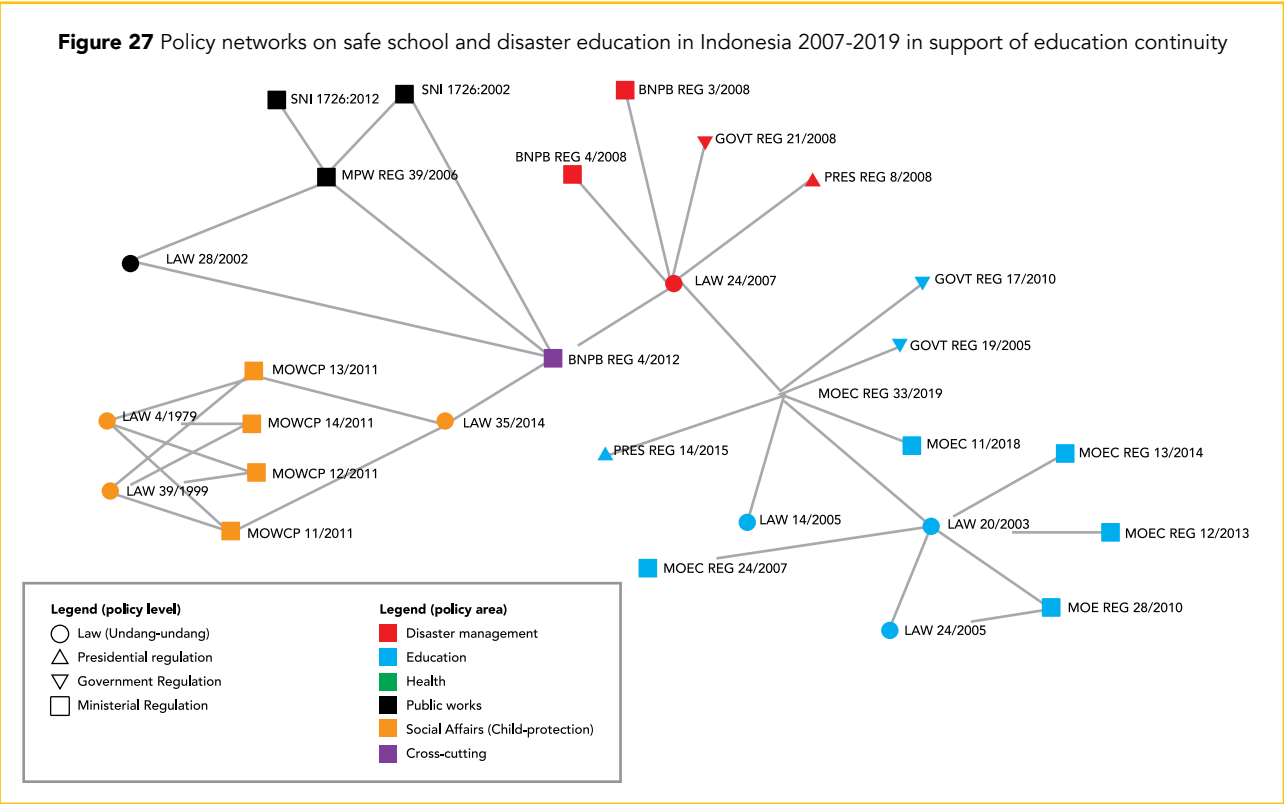 Figure 27 Policy networks on safe school and disaster education in Indonesia 2007-2019 in support of education continuity
SNI 1726:2012
SNI 1726:2002
BNPB REG 3/2008
GOVT REG 21/2008
BNPB REG 4/2008
MPW REG 39/2006
PRES REG 8/2008
LAW 28/2002
LAW 24/2007
GOVT REG 17/2010
GOVT REG 19/2005
BNPB REG 4/2012
MOWCP 13/2011
MOEC REG 33/2019
LAW 4/1979
MOWCP 14/2011
LAW 35/2014
MOEC 11/2018
PRES REG 14/2015
MOEC REG 13/2014
MOWCP 12/2011
LAW 39/1999
LAW 14/2005
LAW 20/2003
MOWCP 11/2011
MOEC REG 12/2013
MOEC REG 24/2007
MOE REG 28/2010
LAW 24/2005
Legend (policy level)
Law (Undang-undang)
Presidential regulation
Government Regulation
Ministerial Regulation
Legend (policy area)
Disaster management
Education
Health
Public works
Social Affairs (Child-protection)
Cross-cutting